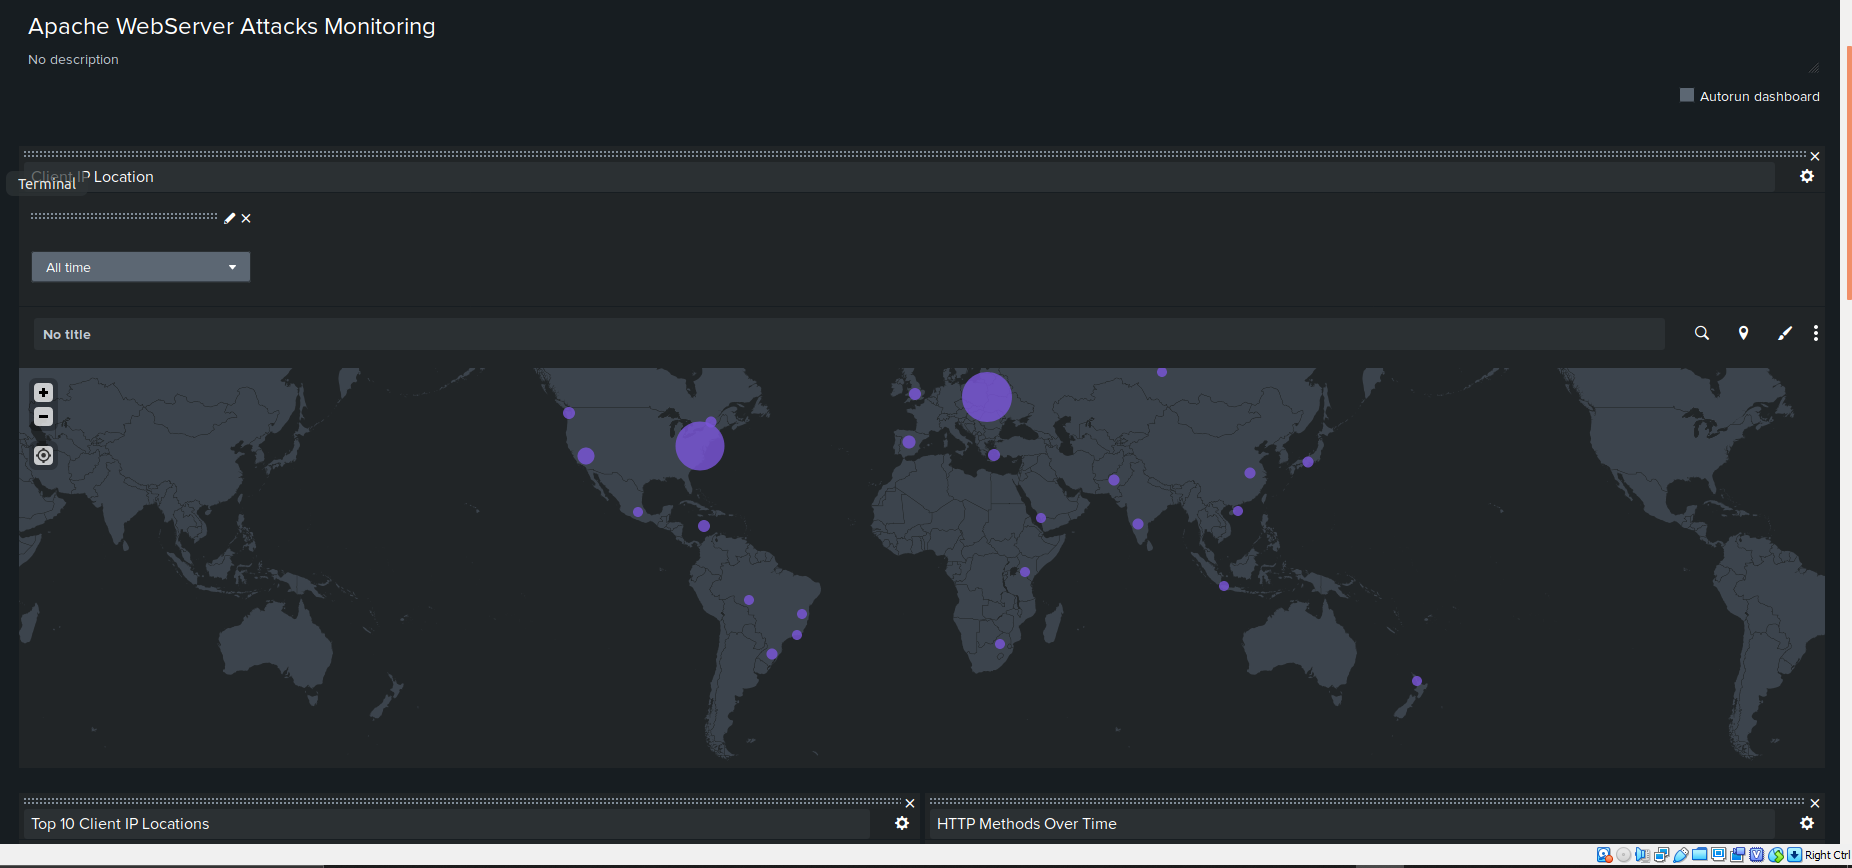 Apache WebServer Attacks Monitoring
No description
Autorun dashboard
Client IP Location
Terminal
All time
No title
Top 10 Client IP Locations
HTTP Methods Over Time
Right Ctrl